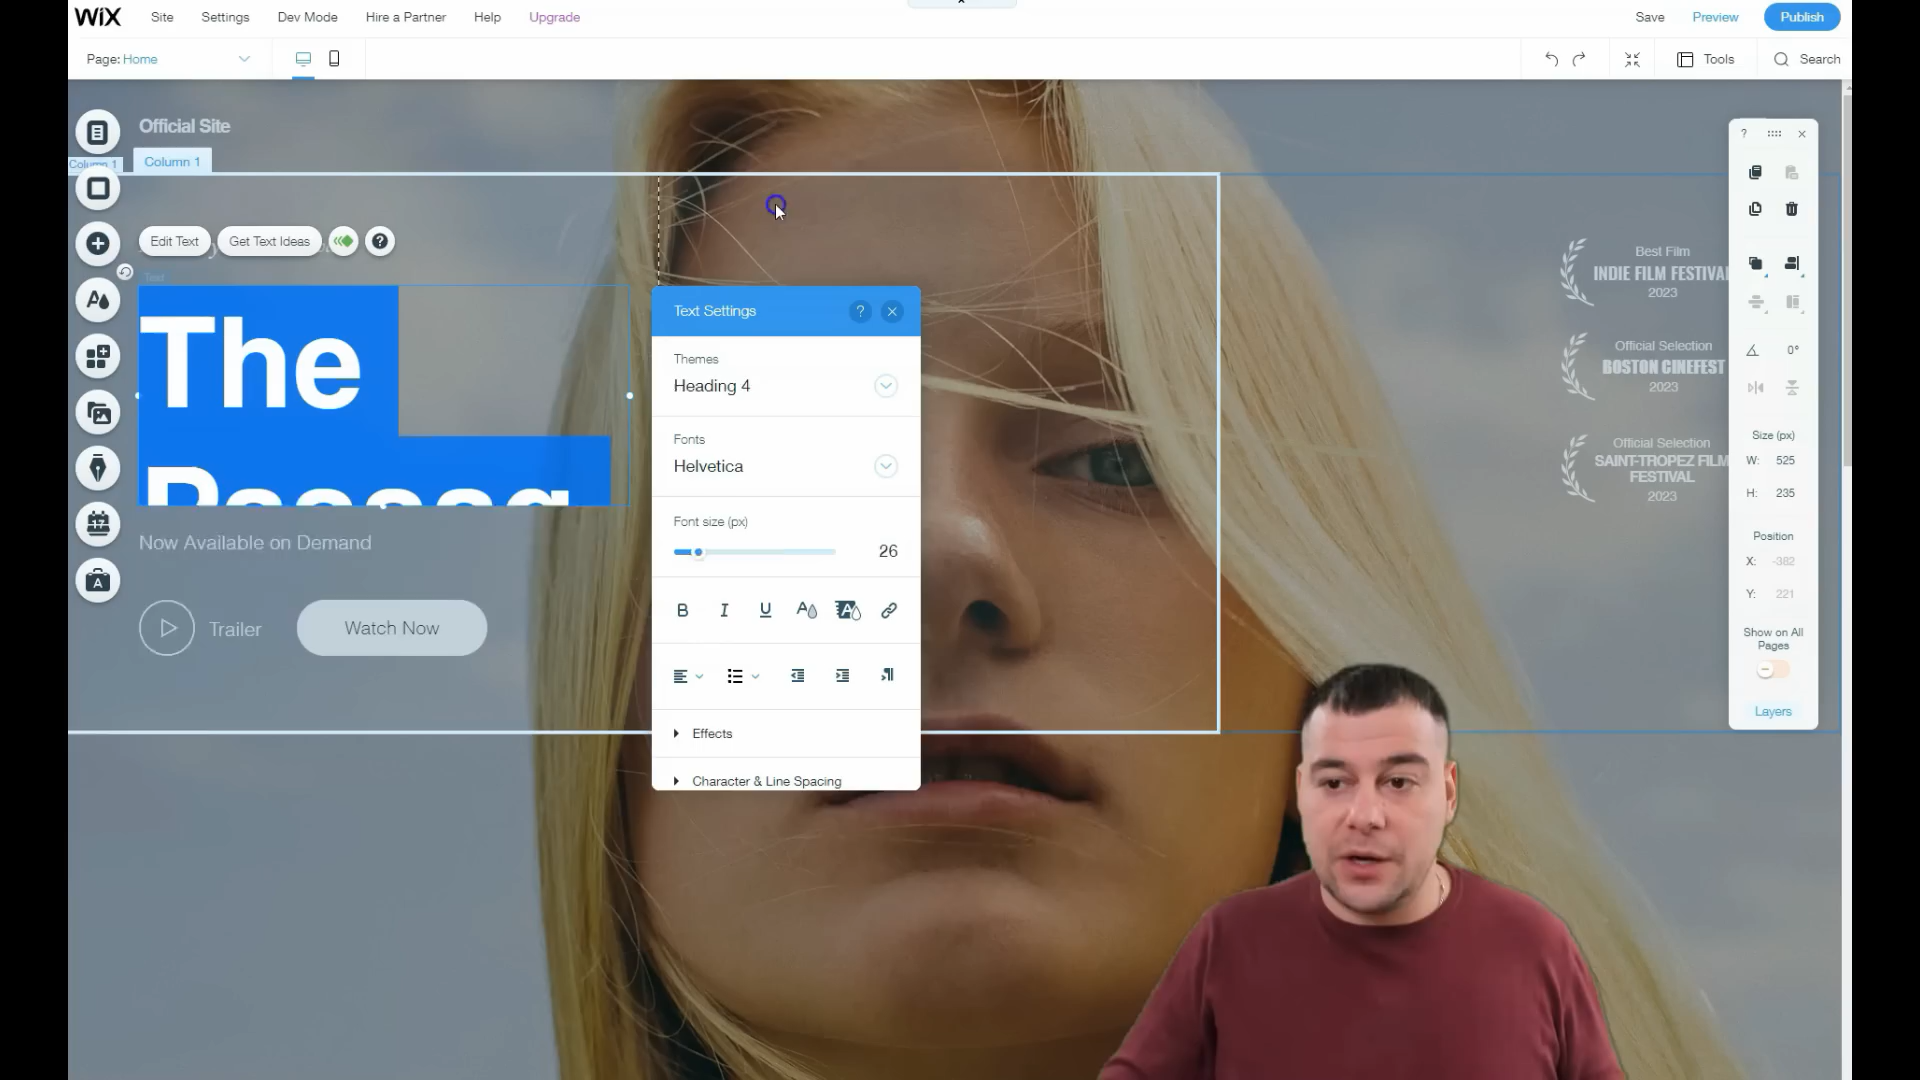 WiX
Site
Settings
Dev Mode
Hire a Partner
Help
Upgrade
Save
Preview
Publish
Page: Home
Tools
Search
Official Site
Column 1
Column 1
Edit Text
Get Text Ideas
?
Text
The
Passag
Now Available on Demand
Trailer
Watch Now
17
A
Text Settings
?
Themes
Heading 4
Fonts
Helvetica
Font size (px)
26
B
I
U
A
A
Effects
Character & Line Spacing
Best Film
INDIE FILM FESTIVAL
2023
Official Selection
BOSTON CINEFEST
2023
Official Selection
SAINT-TROPEZ FILM
FESTIVAL
2023
?
0°
Size (px)
W: 525
H: 235
Position
X: -382
Y: 221
Show on All
Pages
Layers